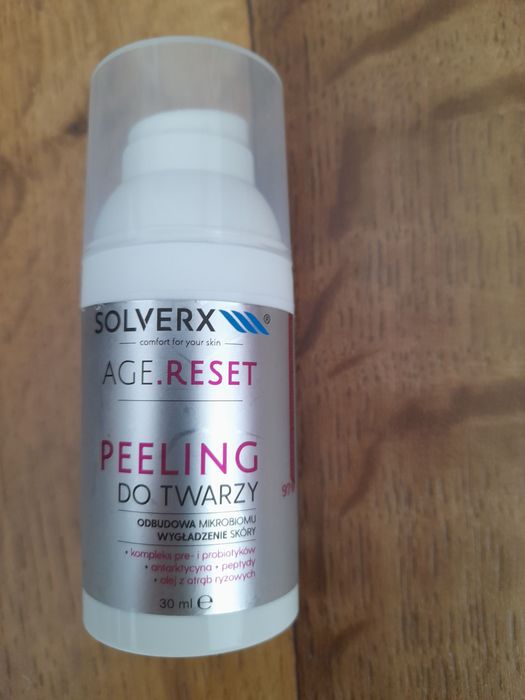 SOLVERX ®
comfort for your skin
AGE.RESET
PEELING
DO TWARZY
ODBUDOWA MIKROBIOMU
WYGŁADZENIE SKÓRY
• kompleks pre- i probiotyków
• antarktycyna • peptydy
• olej z otrąb ryżowych
30 ml ℮